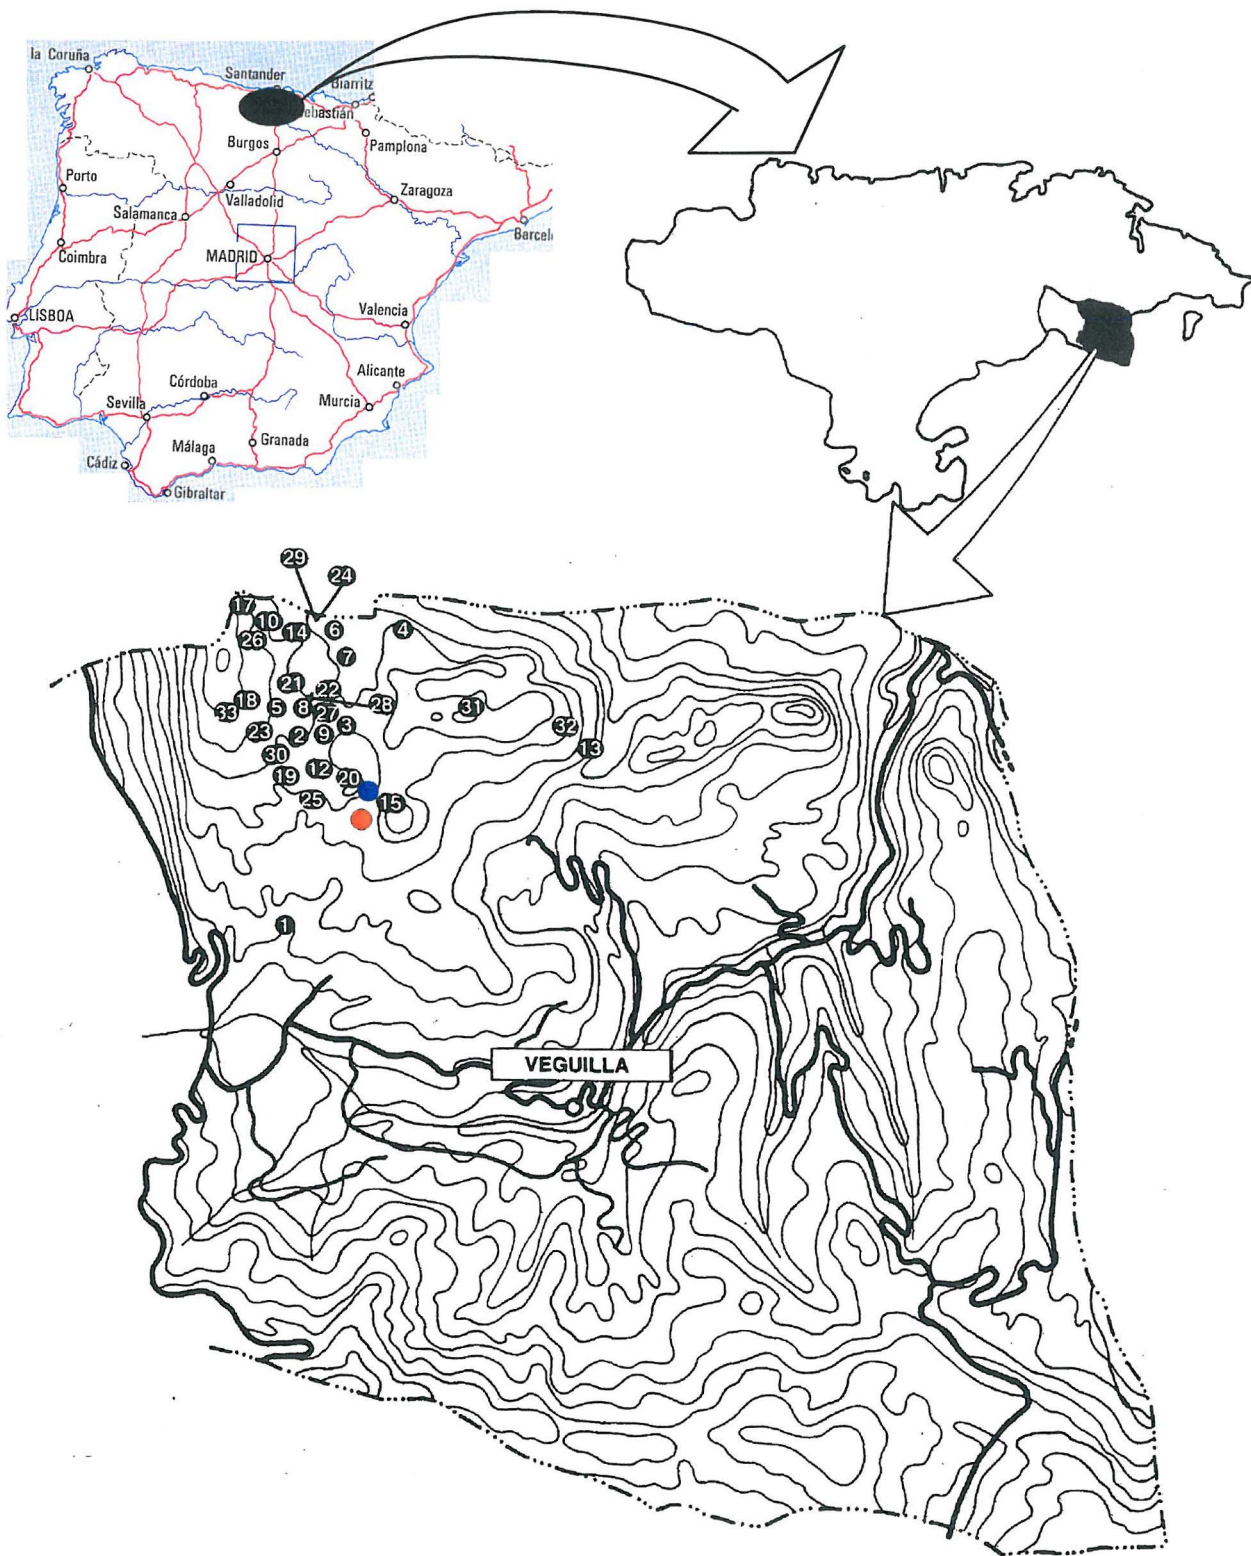 la Coruña
Santander
Biarritz
ebastián
Burgos
Pamplona
Porto
Valladolid
Zaragoza
Salamanca
Barcel
Coimbra
MADRID
LISBOA
Valencia
Alicante
Córdoba
Sevilla
Murcia
Málaga
Granada
Cádiz
Gibraltar
29
24
17
10
14
6
4
26
7
21
22
18
5
8
28
31
33
27
23
2
9
3
32
13
30
19
12
20
25
15
1
VEGUILLA